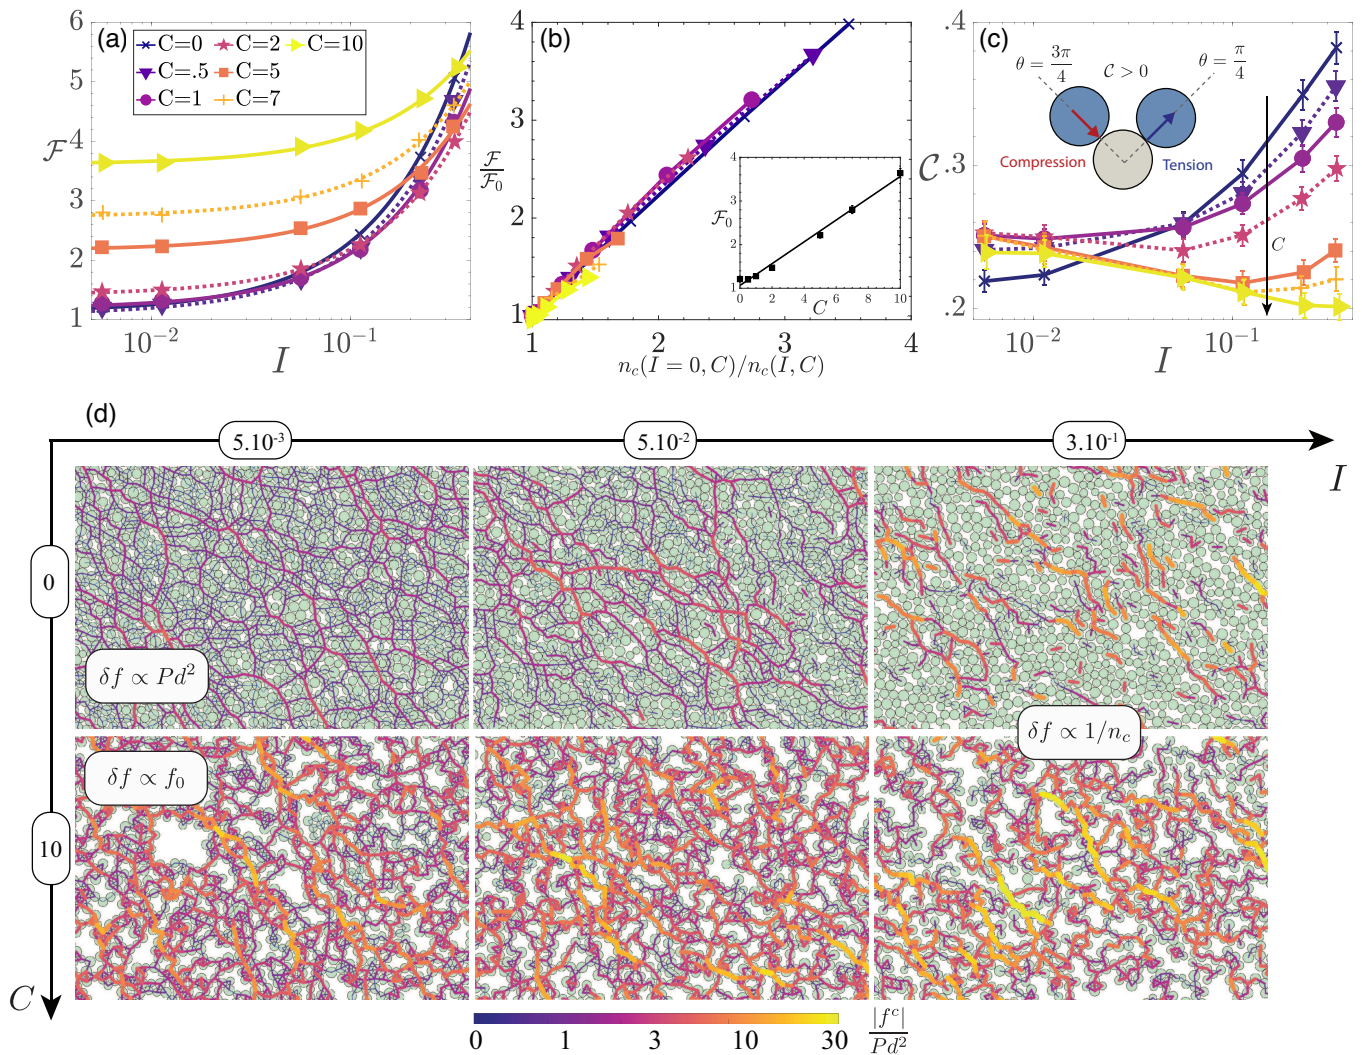 (a)
C=0 C=2 C=10
C=.5 C=5
C=1 C=7
6
5
4
3
2
1
ℱ
10⁻² 10⁻¹
I
(b)
4
3
2
1
ℱ/ℱ₀
1 2 3 4
n_c(I = 0, C)/n_c(I, C)
4
3
2
1
ℱ₀
0 2 4 6 8 10
C
(c)
.4
.3
.2
𝒞
θ = 3π/4
𝒞 > 0
θ = π/4
Compression
Tension
C
10⁻² 10⁻¹
I
(d)
5.10⁻³ 5.10⁻² 3.10⁻¹
I
0
δf ∝ Pd²
δf ∝ 1/n_c
δf ∝ f₀
10
C
0 1 3 10 30
|f^c|/Pd²